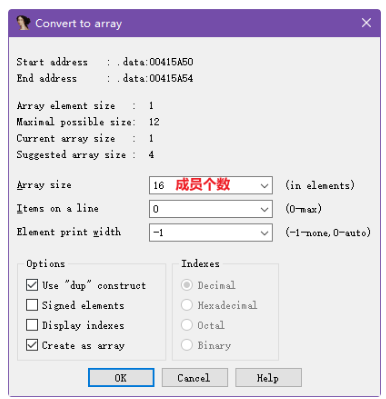 Convert to array
Start address : .data:00415A50
End address : .data:00415A54
Array element size : 1
Maximal possible size: 12
Current array size : 1
Suggested array size : 4
Array size 16 成员个数 (in elements)
Items on a line 0 (0-max)
Element print width -1 (-1-none,0-auto)
Options Indexes
Use "dup" construct Decimal
Signed elements Hexadecimal
Display indexes Octal
Create as array Binary
OK Cancel Help